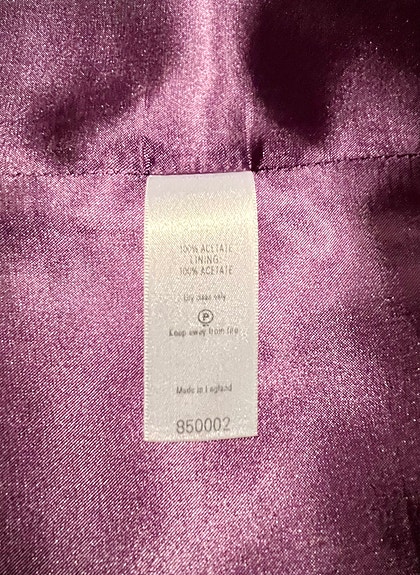 100% ACETATE
LINING:
100% ACETATE
Dry clean only
P
Keep away from fire
Made in England
850002